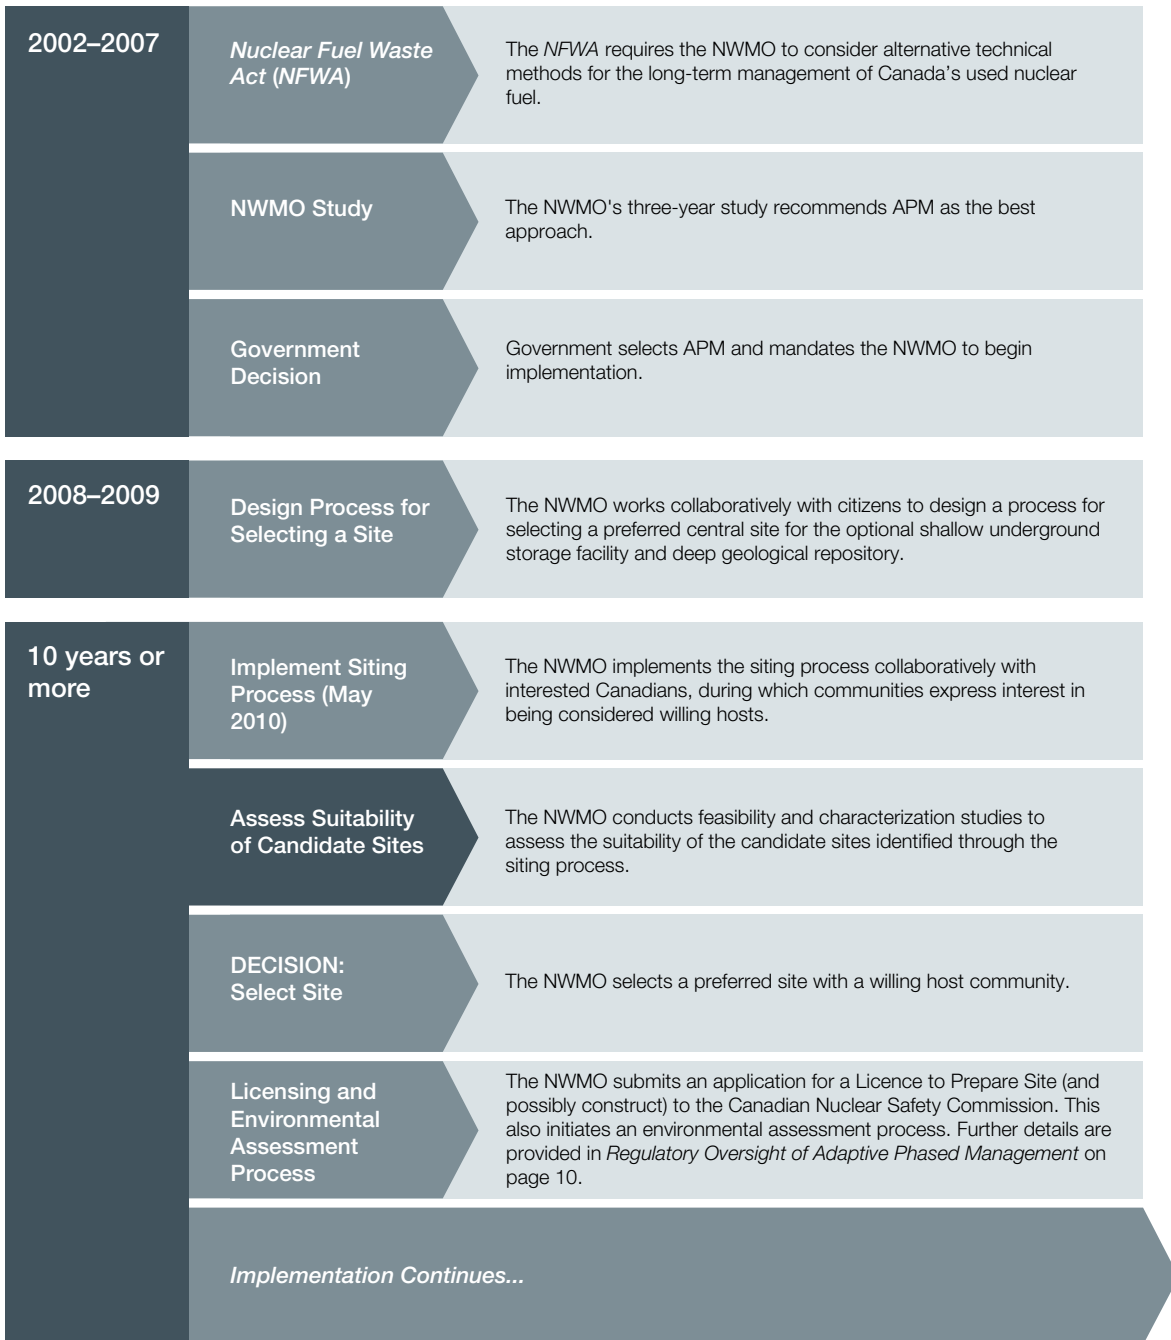 2002–2007
Nuclear Fuel Waste
Act (NFWA)
The NFWA requires the NWMO to consider alternative technical
methods for the long-term management of Canada's used nuclear
fuel.
NWMO Study
The NWMO's three-year study recommends APM as the best
approach.
Government
Decision
Government selects APM and mandates the NWMO to begin
implementation.
2008–2009
Design Process for
Selecting a Site
The NWMO works collaboratively with citizens to design a process for
selecting a preferred central site for the optional shallow underground
storage facility and deep geological repository.
10 years or
more
Implement Siting
Process (May
2010)
The NWMO implements the siting process collaboratively with
interested Canadians, during which communities express interest in
being considered willing hosts.
Assess Suitability
of Candidate Sites
The NWMO conducts feasibility and characterization studies to
assess the suitability of the candidate sites identified through the
siting process.
DECISION:
Select Site
The NWMO selects a preferred site with a willing host community.
Licensing and
Environmental
Assessment
Process
The NWMO submits an application for a Licence to Prepare Site (and
possibly construct) to the Canadian Nuclear Safety Commission. This
also initiates an environmental assessment process. Further details are
provided in Regulatory Oversight of Adaptive Phased Management on
page 10.
Implementation Continues...